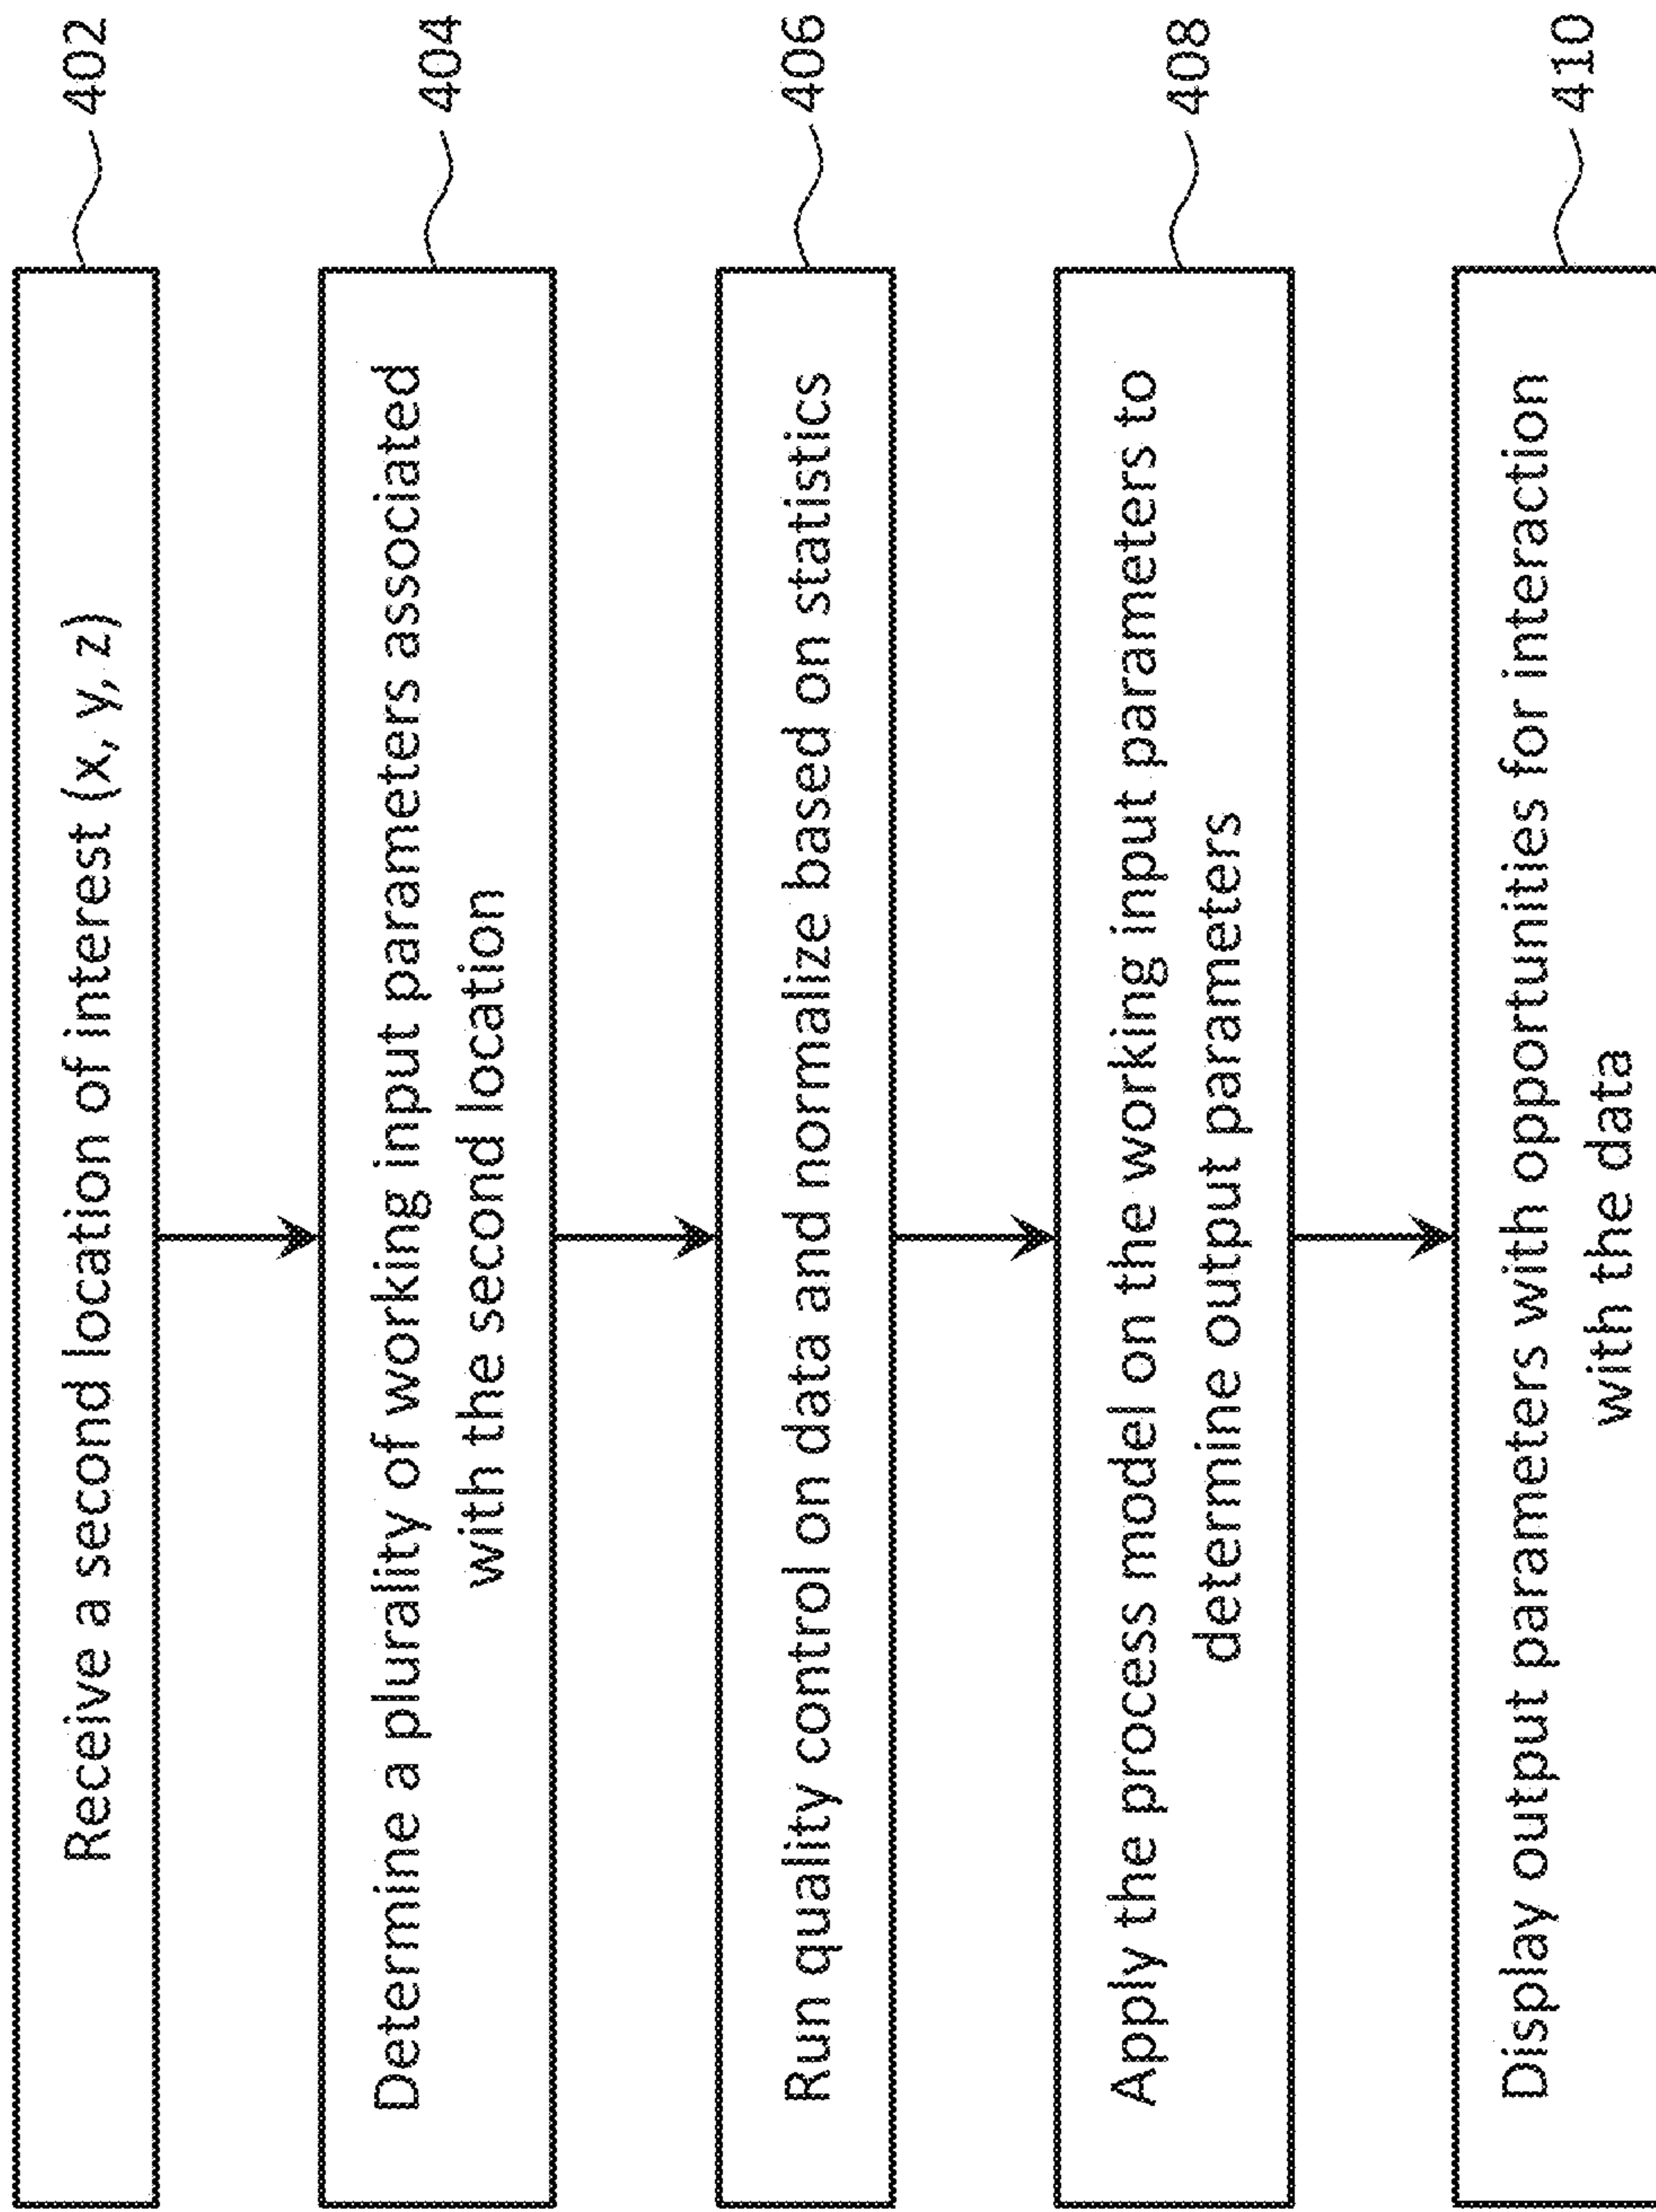 Receive a second location of interest (x, y, z)
402
Determine a plurality of working input parameters associated
with the second location
404
Run quality control on data and normalize based on statistics
406
Apply the process model on the working input parameters to
determine output parameters
408
Display output parameters with opportunities for interaction
with the data
410